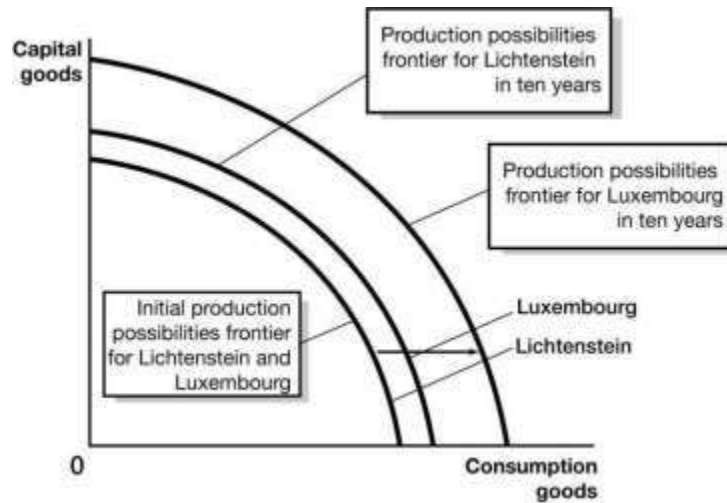 Capital
goods
Production possibilities
frontier for Lichtenstein
in ten years
Production possibilities
frontier for Luxembourg
in ten years
Initial production
possibilities frontier
for Lichtenstein and
Luxembourg
Luxembourg
Lichtenstein
0
Consumption
goods